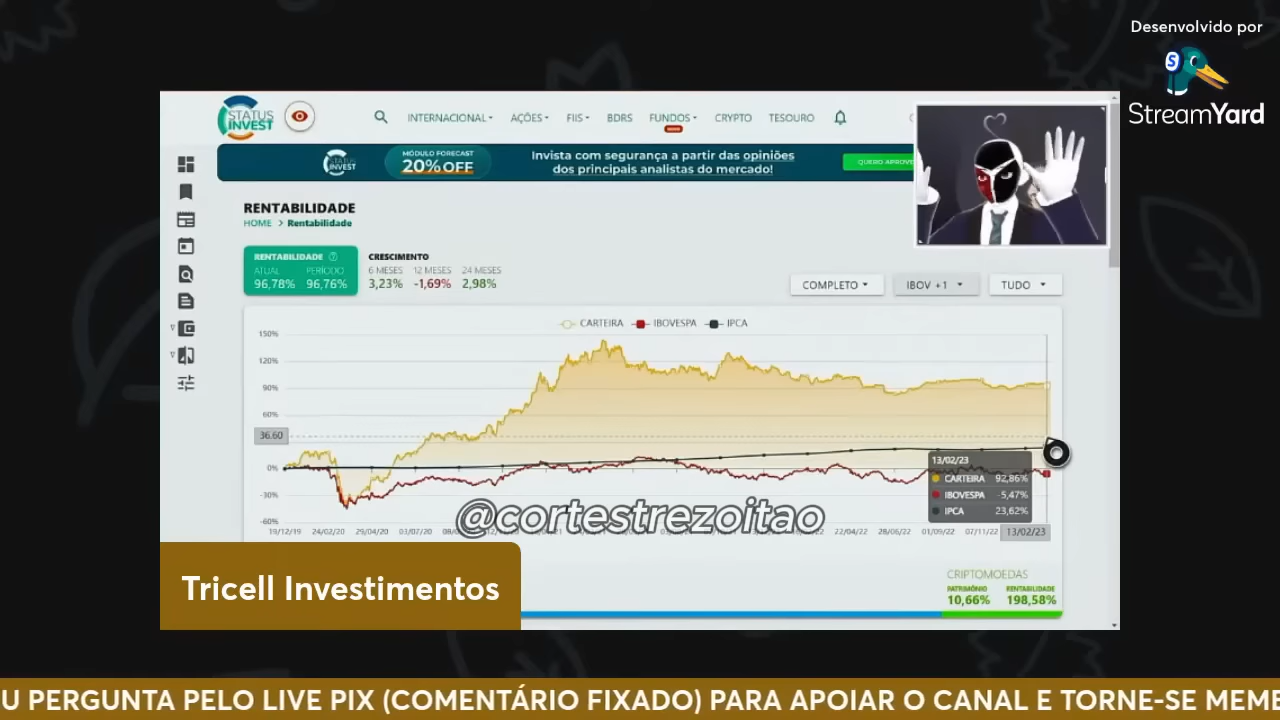 Desenvolvido por
StreamYard
STATUS INVEST
INTERNACIONAL AÇÕES FIIS BDRS FUNDOS CRYPTO TESOURO
STATUS INVEST
MÓDULO FORECAST
20% OFF
Invista com segurança a partir das opiniões
dos principais analistas do mercado!
RENTABILIDADE
HOME > Rentabilidade
RENTABILIDADE
ATUAL PERÍODO
96,78% 96,76%
CRESCIMENTO
6 MESES 12 MESES 24 MESES
3,23% -1,69% 2,98%
COMPLETO
IBOV +1
TUDO
CARTEIRA IBOVESPA IPCA
150%
120%
90%
60%
36.60
0%
-30%
-60%
19/12/19 24/02/20 29/04/20 03/07/20 22/04/22 28/06/22 01/09/22 07/11/22 13/02/23
13/02/23
CARTEIRA 92,86%
IBOVESPA -5,47%
IPCA 23,62%
@cortestrezoitao
CRIPTOMOEDAS
PATRIMÔNIO RENTABILIDADE
10,66% 198,58%
Tricell Investimentos
U PERGUNTA PELO LIVE PIX (COMENTÁRIO FIXADO) PARA APOIAR O CANAL E TORNE-SE MEME